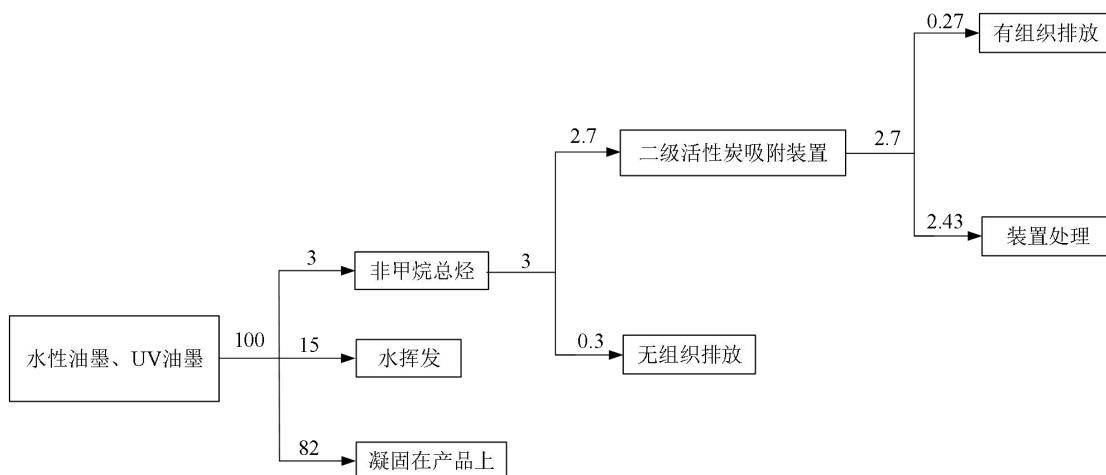 0.27
有组织排放
2.7
二级活性炭吸附装置
2.7
2.43
装置处理
3
非甲烷总烃
3
水性油墨、UV油墨
100
15
水挥发
0.3
无组织排放
82
凝固在产品上